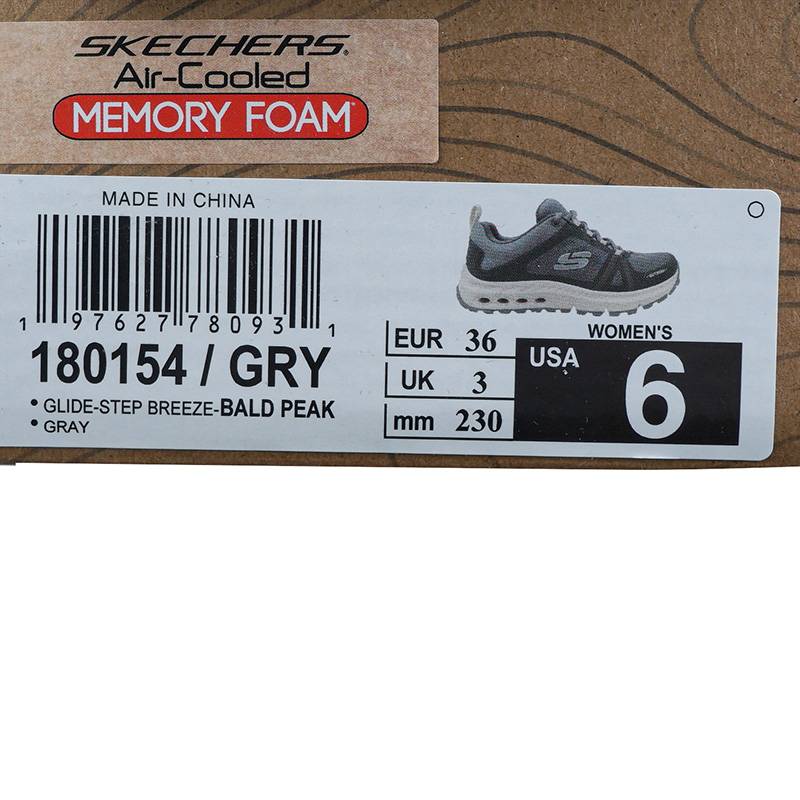 SKECHERS®
Air-Cooled
MEMORY FOAM®
MADE IN CHINA
1 97627 78093 1
180154 / GRY
• GLIDE-STEP BREEZE-BALD PEAK
• GRAY
EUR 36
UK 3
mm 230
WOMEN'S
USA 6